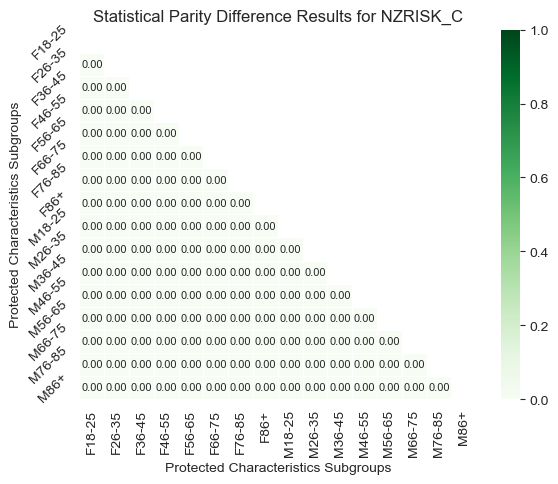 Statistical Parity Difference Results for NZRISK_C
Protected Characteristics Subgroups
F18-25
F26-35 0.00
F36-45 0.00 0.00
F46-55 0.00 0.00 0.00
F56-65 0.00 0.00 0.00 0.00
F66-75 0.00 0.00 0.00 0.00 0.00
F76-85 0.00 0.00 0.00 0.00 0.00 0.00
F86+ 0.00 0.00 0.00 0.00 0.00 0.00 0.00
M18-25 0.00 0.00 0.00 0.00 0.00 0.00 0.00 0.00
M26-35 0.00 0.00 0.00 0.00 0.00 0.00 0.00 0.00 0.00
M36-45 0.00 0.00 0.00 0.00 0.00 0.00 0.00 0.00 0.00 0.00
M46-55 0.00 0.00 0.00 0.00 0.00 0.00 0.00 0.00 0.00 0.00 0.00
M56-65 0.00 0.00 0.00 0.00 0.00 0.00 0.00 0.00 0.00 0.00 0.00 0.00
M66-75 0.00 0.00 0.00 0.00 0.00 0.00 0.00 0.00 0.00 0.00 0.00 0.00 0.00
M76-85 0.00 0.00 0.00 0.00 0.00 0.00 0.00 0.00 0.00 0.00 0.00 0.00 0.00 0.00
M86+ 0.00 0.00 0.00 0.00 0.00 0.00 0.00 0.00 0.00 0.00 0.00 0.00 0.00 0.00 0.00
F18-25 F26-35 F36-45 F46-55 F56-65 F66-75 F76-85 F86+ M18-25 M26-35 M36-45 M46-55 M56-65 M66-75 M76-85 M86+
Protected Characteristics Subgroups
1.0
0.8
0.6
0.4
0.2
0.0